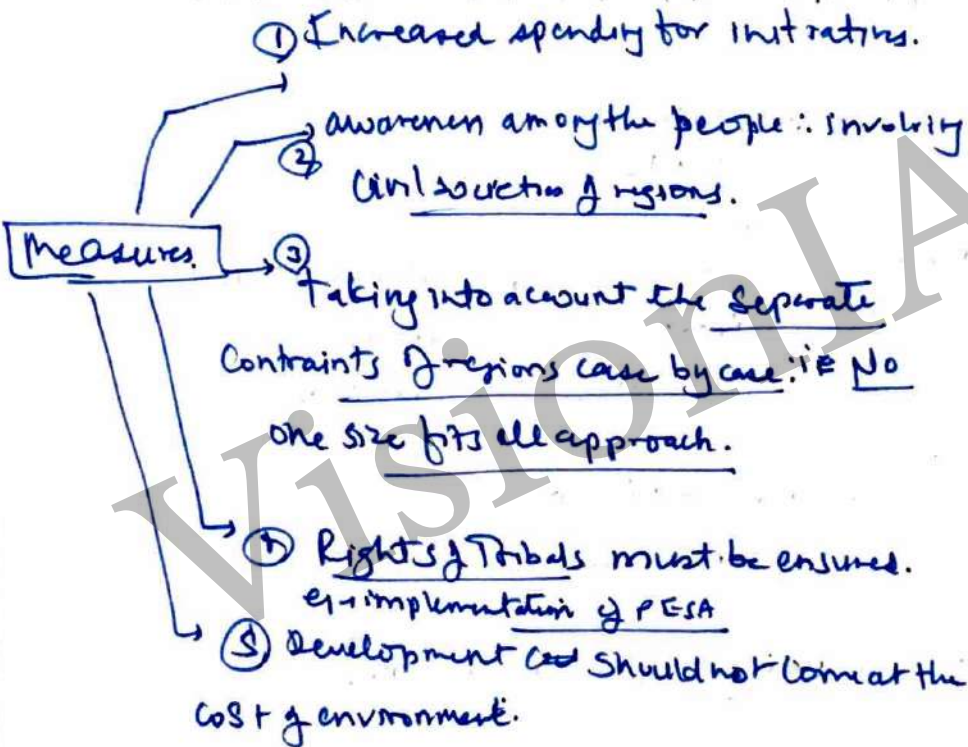 ① Increased spending for initiatives.
② awareness among the people : involving
civil societies of regions.
Measures.
③ Taking into account the separate
contraints of regions case by case : ie No
one size fits all approach.
④ Rights of Tribals must be ensured.
eg → implementation of PESA
⑤ Development should not come at the
cost of environment.
VisionIA